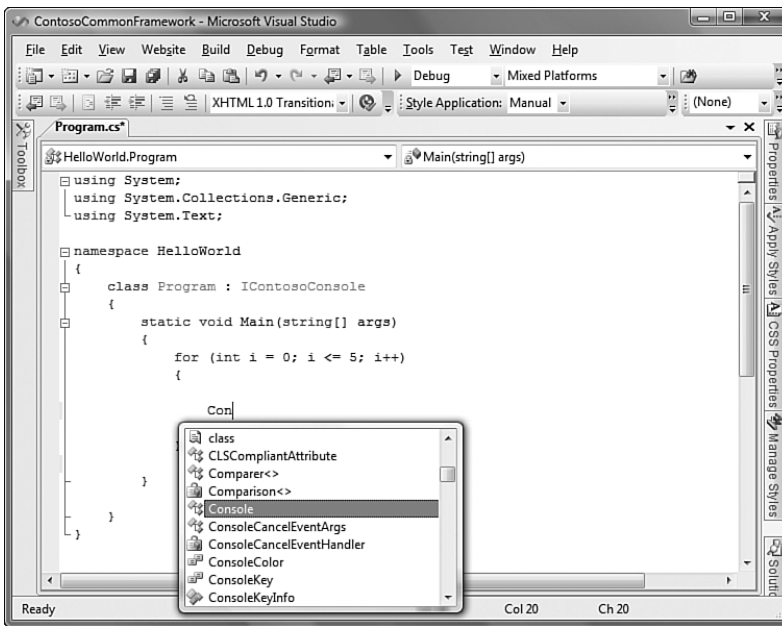 ContosoCommonFramework - Microsoft Visual Studio
File Edit View Website Build Debug Format Table Tools Test Window Help
Debug Mixed Platforms
XHTML 1.0 Transition: Style Application: Manual (None)
Program.cs*
HelloWorld.Program Main(string[] args)
using System;
using System.Collections.Generic;
using System.Text;
namespace HelloWorld
{
class Program : IContosoConsole
{
static void Main(string[] args)
{
for (int i = 0; i <= 5; i++)
{
Con
class
CLSCompliantAttribute
Comparer<>
Comparison<>
Console
ConsoleCancelEventArgs
ConsoleCancelEventHandler
ConsoleColor
ConsoleKey
ConsoleKeyInfo
}
}
}
Toolbox
Properties
Apply Styles
CSS Properties
Manage Styles
Ready Col 20 Ch 20